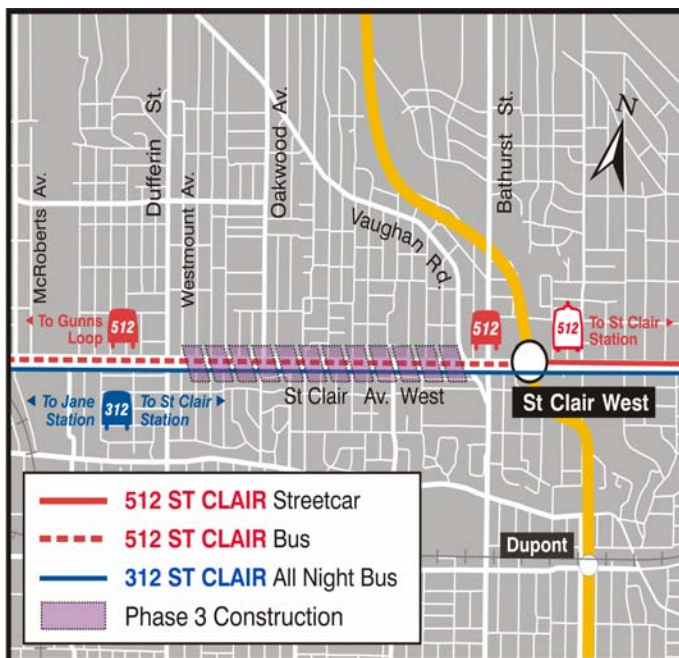 N
McRoberts Av.
Dufferin St.
Westmount Av.
Oakwood Av.
Vaughan Rd.
Bathurst St.
◄ To Gunns
Loop
512
512
512
To St Clair ►
Station
◄ To Jane
Station
312
To St Clair ►
Station
St Clair Av. West
St Clair West
Dupont
512 ST CLAIR Streetcar
512 ST CLAIR Bus
312 ST CLAIR All Night Bus
Phase 3 Construction